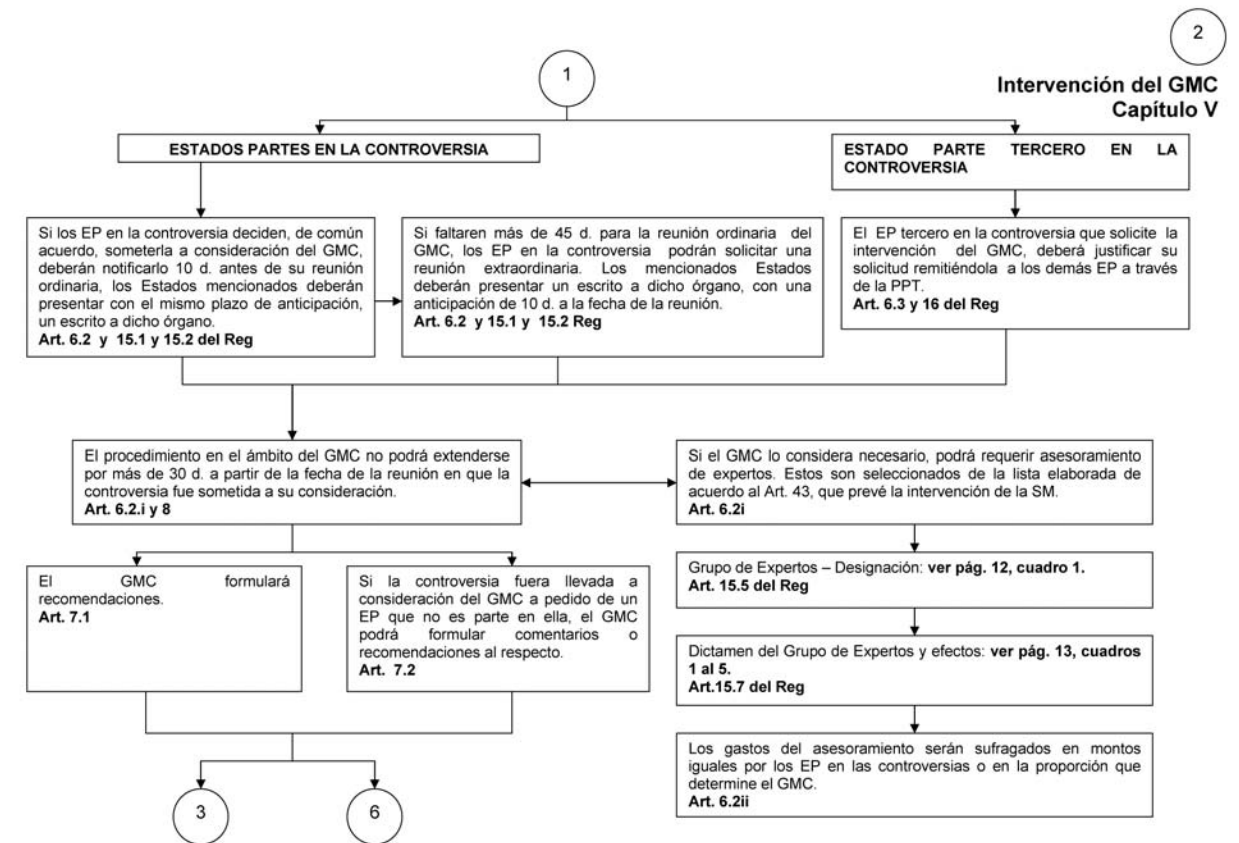 2
1
Intervención del GMC
Capítulo V
ESTADOS PARTES EN LA CONTROVERSIA
ESTADO PARTE TERCERO EN LA
CONTROVERSIA
Si los EP en la controversia deciden, de común
acuerdo, someterla a consideración del GMC,
deberán notificarlo 10 d. antes de su reunión
ordinaria, los Estados mencionados deberán
presentar con el mismo plazo de anticipación,
un escrito a dicho órgano.
Art. 6.2 y 15.1 y 15.2 del Reg
Si faltaren más de 45 d. para la reunión ordinaria del
GMC, los EP en la controversia podrán solicitar una
reunión extraordinaria. Los mencionados Estados
deberán presentar un escrito a dicho órgano, con una
anticipación de 10 d. a la fecha de la reunión.
Art. 6.2 y 15.1 y 15.2 Reg
El EP tercero en la controversia que solicite la
intervención del GMC, deberá justificar su
solicitud remitiéndola a los demás EP a través
de la PPT.
Art. 6.3 y 16 del Reg
El procedimiento en el ámbito del GMC no podrá extenderse
por más de 30 d. a partir de la fecha de la reunión en que la
controversia fue sometida a su consideración.
Art. 6.2.i y 8
Si el GMC lo considera necesario, podrá requerir asesoramiento
de expertos. Estos son seleccionados de la lista elaborada de
acuerdo al Art. 43, que prevé la intervención de la SM.
Art. 6.2i
El GMC formulará
recomendaciones.
Art. 7.1
Si la controversia fuera llevada a
consideración del GMC a pedido de un
EP que no es parte en ella, el GMC
podrá formular comentarios o
recomendaciones al respecto.
Art. 7.2
Grupo de Expertos – Designación: ver pág. 12, cuadro 1.
Art. 15.5 del Reg
Dictamen del Grupo de Expertos y efectos: ver pág. 13, cuadros
1 al 5.
Art.15.7 del Reg
Los gastos del asesoramiento serán sufragados en montos
iguales por los EP en las controversias o en la proporción que
determine el GMC.
Art. 6.2ii
3
6